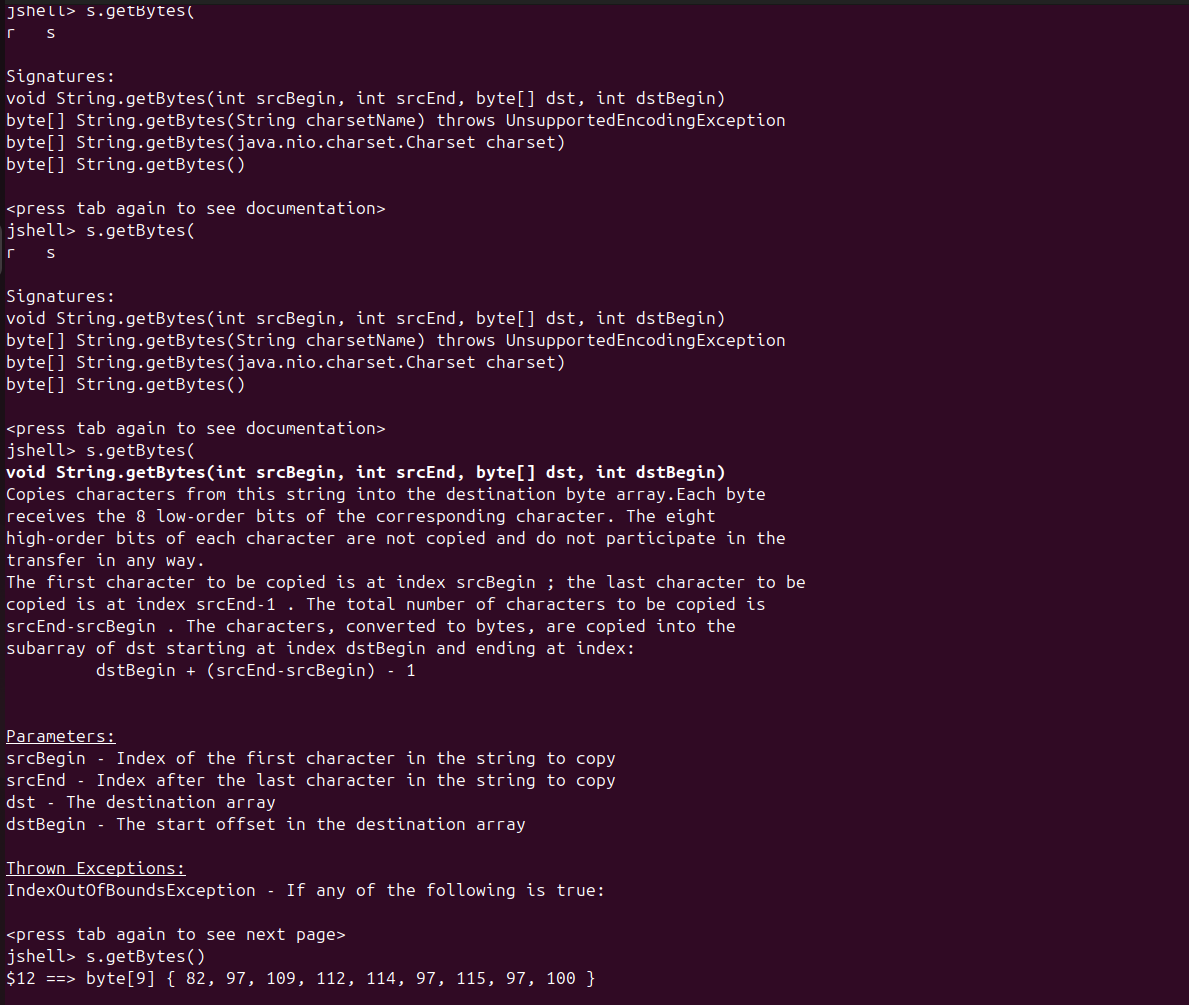 jshell> s.getBytes(
r   s
Signatures:
void String.getBytes(int srcBegin, int srcEnd, byte[] dst, int dstBegin)
byte[] String.getBytes(String charsetName) throws UnsupportedEncodingException
byte[] String.getBytes(java.nio.charset.Charset charset)
byte[] String.getBytes()
<press tab again to see documentation>
jshell> s.getBytes(
r   s
Signatures:
void String.getBytes(int srcBegin, int srcEnd, byte[] dst, int dstBegin)
byte[] String.getBytes(String charsetName) throws UnsupportedEncodingException
byte[] String.getBytes(java.nio.charset.Charset charset)
byte[] String.getBytes()
<press tab again to see documentation>
jshell> s.getBytes(
void String.getBytes(int srcBegin, int srcEnd, byte[] dst, int dstBegin)
Copies characters from this string into the destination byte array.Each byte
receives the 8 low-order bits of the corresponding character. The eight
high-order bits of each character are not copied and do not participate in the
transfer in any way.
The first character to be copied is at index srcBegin ; the last character to be
copied is at index srcEnd-1 . The total number of characters to be copied is
srcEnd-srcBegin . The characters, converted to bytes, are copied into the
subarray of dst starting at index dstBegin and ending at index:
dstBegin + (srcEnd-srcBegin) - 1
Parameters:
srcBegin - Index of the first character in the string to copy
srcEnd - Index after the last character in the string to copy
dst - The destination array
dstBegin - The start offset in the destination array
Thrown Exceptions:
IndexOutOfBoundsException - If any of the following is true:
<press tab again to see next page>
jshell> s.getBytes()
$12 ==> byte[9] { 82, 97, 109, 112, 114, 97, 115, 97, 100 }